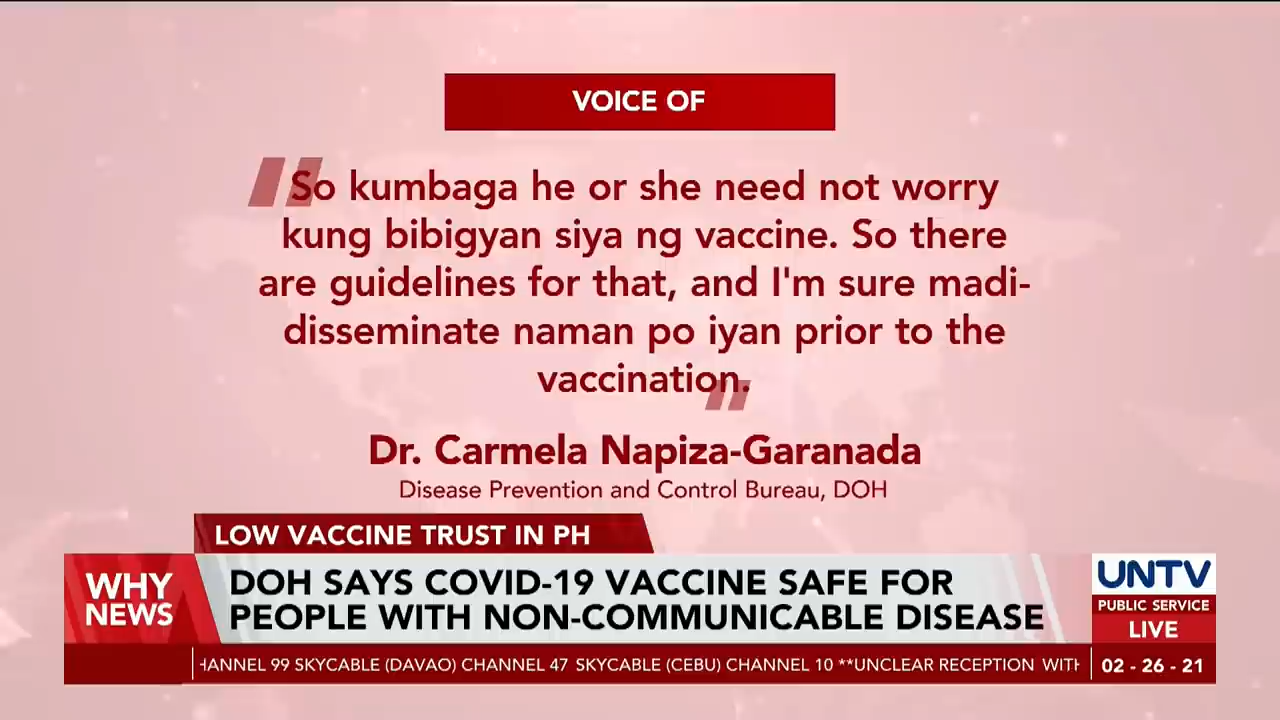 VOICE OF
"So kumbaga he or she need not worry
kung bibigyan siya ng vaccine. So there
are guidelines for that, and I'm sure madi-
disseminate naman po iyan prior to the
vaccination."
Dr. Carmela Napiza-Garanada
Disease Prevention and Control Bureau, DOH
LOW VACCINE TRUST IN PH
WHY
NEWS
DOH SAYS COVID-19 VACCINE SAFE FOR
PEOPLE WITH NON-COMMUNICABLE DISEASE
UNTV
PUBLIC SERVICE
LIVE
99 SKYCABLE (DAVAO) CHANNEL 47 SKYCABLE (CEBU) CHANNEL 10 **UNCLEAR RECEPTION WITH
02 - 26 - 21